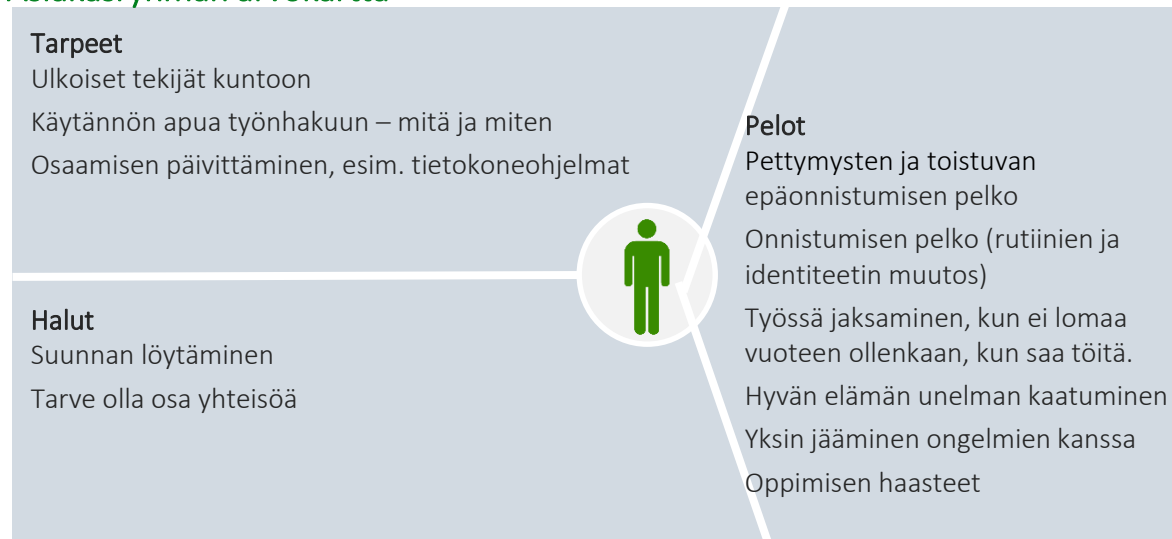 Asiakasryhmän arvokartta
Tarpeet
Ulkoiset tekijät kuntoon
Käytännön apua työnhakuun – mitä ja miten
Osaamisen päivittäminen, esim. tietokoneohjelmat
Halut
Suunnan löytäminen
Tarve olla osa yhteisöä
Pelot
Pettymysten ja toistuvan
epäonnistumisen pelko
Onnistumisen pelko (rutiinien ja
identiteetin muutos)
Työssä jaksaminen, kun ei lomaa
vuoteen ollenkaan, kun saa töitä.
Hyvän elämän unelman kaatuminen
Yksin jääminen ongelmien kanssa
Oppimisen haasteet